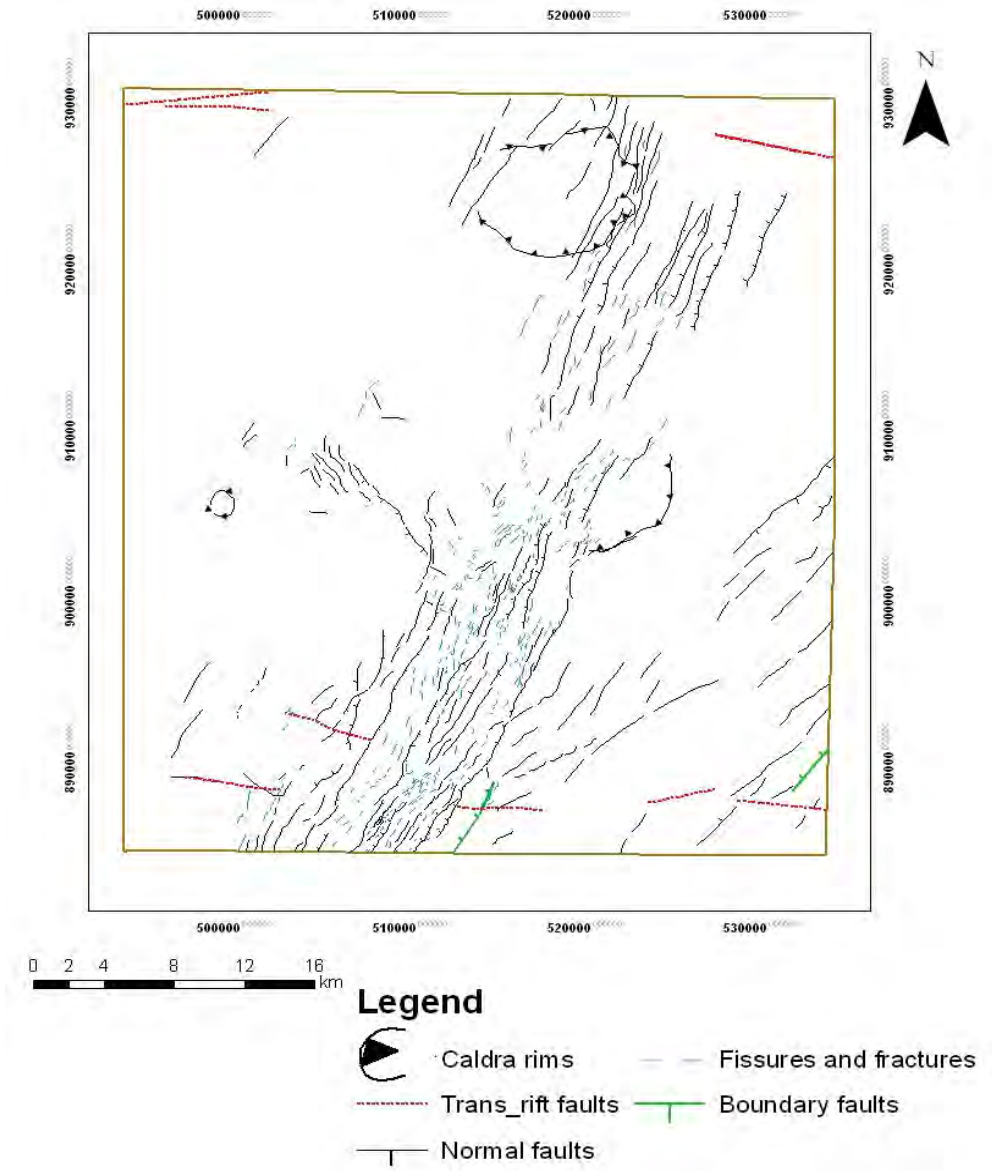 500000 510000 520000 530000
N
930000 930000
920000 920000
910000 910000
900000 900000
890000 890000
500000 510000 520000 530000
0 2 4 8 12 16
km
Legend
Caldra rims
Fissures and fractures
Trans_rift faults
Boundary faults
Normal faults